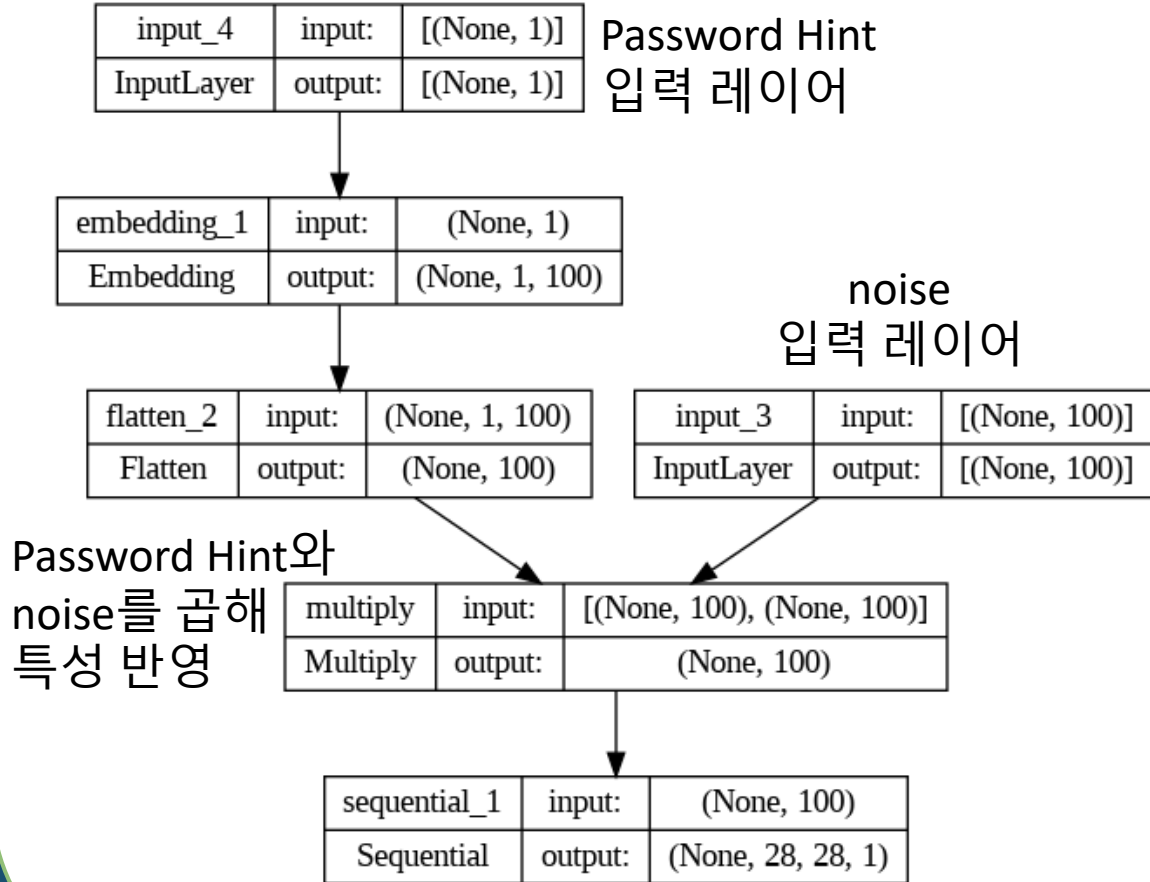 input_4 input: [(None, 1)]
InputLayer output: [(None, 1)]
Password Hint
입력 레이어
embedding_1 input: (None, 1)
Embedding output: (None, 1, 100)
noise
입력 레이어
flatten_2 input: (None, 1, 100)
Flatten output: (None, 100)
input_3 input: [(None, 100)]
InputLayer output: [(None, 100)]
Password Hint와
noise를 곱해
특성 반영
multiply input: [(None, 100), (None, 100)]
Multiply output: (None, 100)
sequential_1 input: (None, 100)
Sequential output: (None, 28, 28, 1)